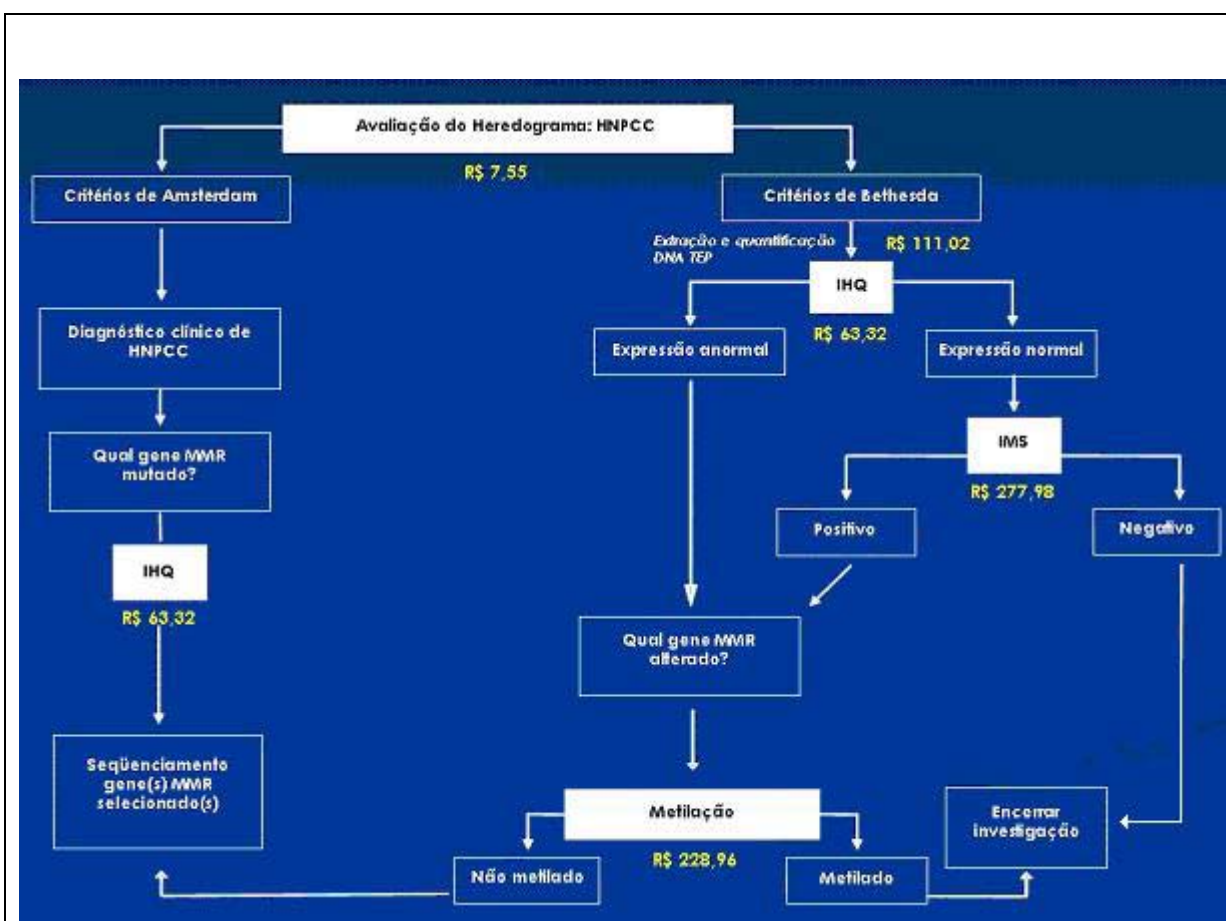 Avaliação do Heredograma: HNPCC
R$ 7,55
Critérios de Amsterdam
Critérios de Bethesda
Extração e quantificação
DNA TEP
R$ 111,02
IHQ
R$ 63,32
Diagnóstico clínico de
HNPCC
Expressão anormal
Expressão normal
Qual gene MMR
mutado?
IMS
R$ 277,98
Positivo
Negativo
IHQ
R$ 63,32
Qual gene MMR
alterado?
Seqüenciamento
gene(s) MMR
selecionado(s)
Metilação
R$ 228,96
Encerrar
investigação
Não metilado
Metilado